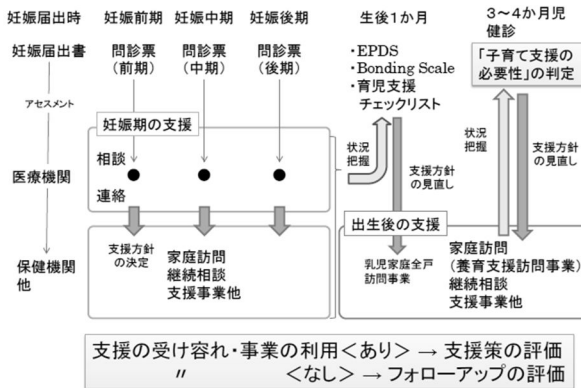 妊娠届出時
妊娠前期
妊娠中期
妊娠後期
生後1か月
3～4か月児
健診
妊娠届出書
問診票
(前期)
問診票
(中期)
問診票
(後期)
・EPDS
・Bonding Scale
・育児支援
チェックリスト
「子育て支援の
必要性」の判定
アセスメント
妊娠期の支援
相談
連絡
医療機関
状況
把握
支援方針
の見直し
状況
把握
支援方針
の見直し
出生後の支援
保健機関
他
支援方針
の決定
家庭訪問
継続相談
支援事業他
乳児家庭全戸
訪問事業
家庭訪問
(養育支援訪問事業)
継続相談
支援事業他
支援の受け容れ・事業の利用＜あり＞ → 支援策の評価
〃 ＜なし＞ → フォローアップの評価